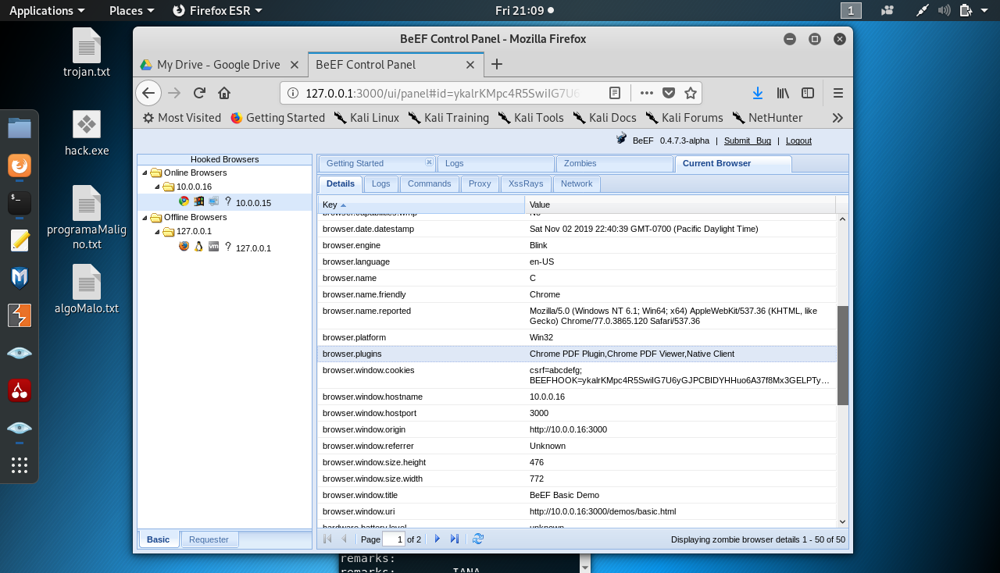 Applications Places Firefox ESR Fri 21:09 1
trojan.txt
hack.exe
programaMalig
no.txt
algoMalo.txt
BeEF Control Panel - Mozilla Firefox
My Drive - Google Drive BeEF Control Panel
127.0.0.1:3000/ui/panel#id=ykalrKMpc4R5SwiIG7U6
Most Visited Getting Started Kali Linux Kali Training Kali Tools Kali Docs Kali Forums NetHunter
BeEF 0.4.7.3-alpha | Submit Bug | Logout
Hooked Browsers
Online Browsers
10.0.0.16
? 10.0.0.15
Offline Browsers
127.0.0.1
vm ? 127.0.0.1
Basic Requester
Getting Started Logs Zombies Current Browser
Details Logs Commands Proxy XssRays Network
Key Value
browser.capabilities.wmp No
browser.date.datestamp Sat Nov 02 2019 22:40:39 GMT-0700 (Pacific Daylight Time)
browser.engine Blink
browser.language en-US
browser.name C
browser.name.friendly Chrome
browser.name.reported Mozilla/5.0 (Windows NT 6.1; Win64; x64) AppleWebKit/537.36 (KHTML, like
Gecko) Chrome/77.0.3865.120 Safari/537.36
browser.platform Win32
browser.plugins Chrome PDF Plugin,Chrome PDF Viewer,Native Client
browser.window.cookies csrf=abcdefg;
BEEFHOOK=ykalrKMpc4R5SwiIG7U6yGJPCBIDYHHuo6A37f8Mx3GELPTy...
browser.window.hostname 10.0.0.16
browser.window.hostport 3000
browser.window.origin http://10.0.0.16:3000
browser.window.referrer Unknown
browser.window.size.height 476
browser.window.size.width 772
browser.window.title BeEF Basic Demo
browser.window.uri http://10.0.0.16:3000/demos/basic.html
hardware.battery.level unknown
Page 1 of 2 Displaying zombie browser details 1 - 50 of 50
remarks:
remarks: IANA